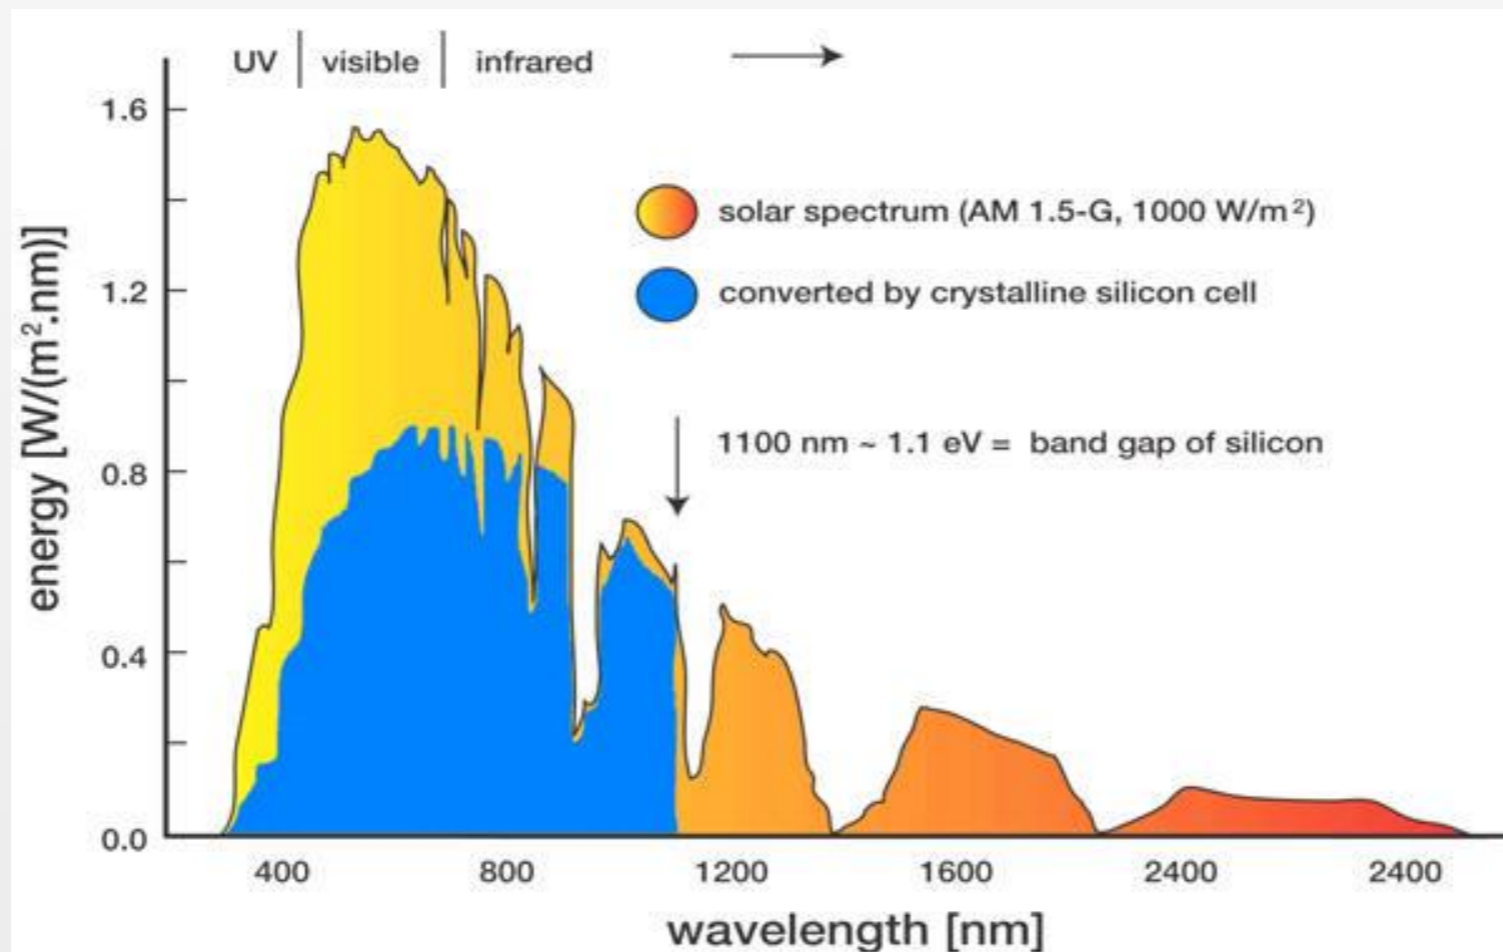 UV | visible | infrared
1.6
1.2
0.8
0.4
0.0
energy [W/(m².nm)]
solar spectrum (AM 1.5-G, 1000 W/m²)
converted by crystalline silicon cell
1100 nm ~ 1.1 eV = band gap of silicon
400 800 1200 1600 2400 2400
wavelength [nm]